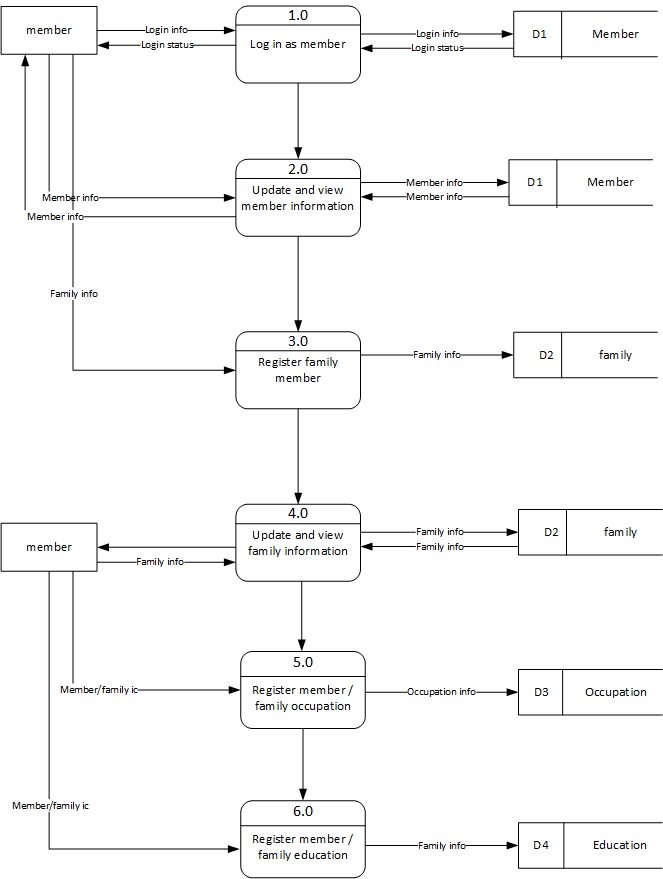 1.0
member
Login info
Login status
Log in as member
Login info
Login status
D1
Member
2.0
Update and view
member information
Member info
Member info
Member info
Member info
D1
Member
Family info
3.0
Register family
member
Family info
D2
family
4.0
Update and view
family information
member
Family info
Family info
Family info
D2
family
5.0
Register member /
family occupation
Member/family ic
Occupation info
D3
Occupation
6.0
Register member /
family education
Member/family ic
Family info
D4
Education